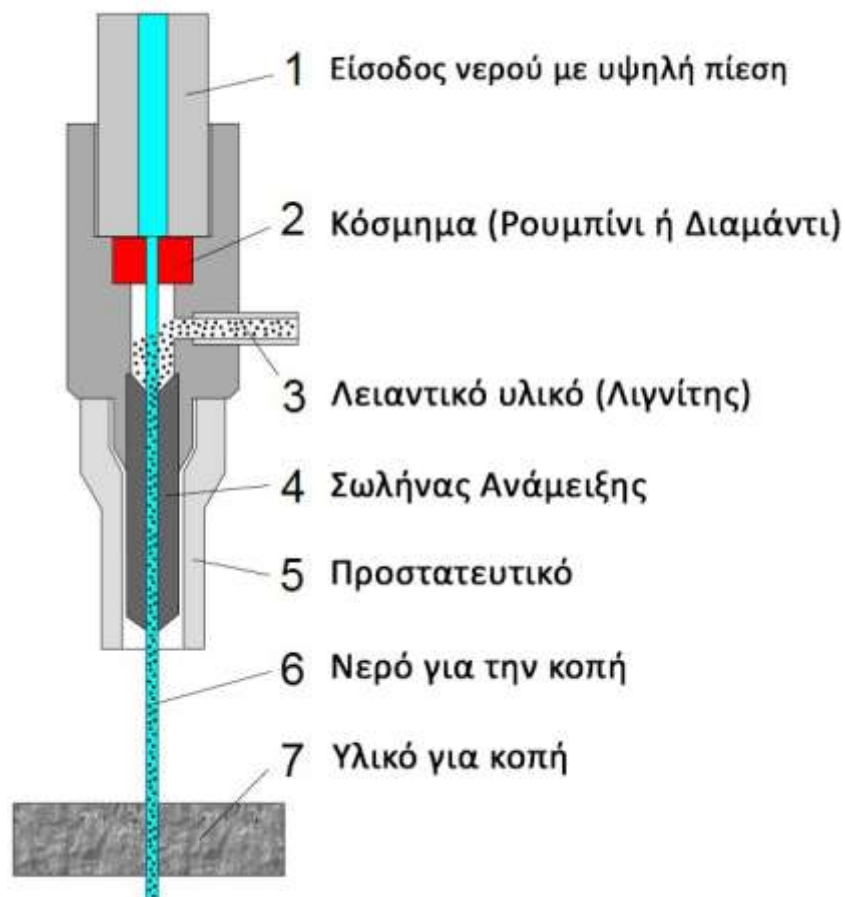 1 Είσοδος νερού με υψηλή πίεση
2 Κόσμημα (Ρουμπίνι ή Διαμάντι)
3 Λειαντικό υλικό (Λιγνίτης)
4 Σωλήνας Ανάμειξης
5 Προστατευτικό
6 Νερό για την κοπή
7 Υλικό για κοπή